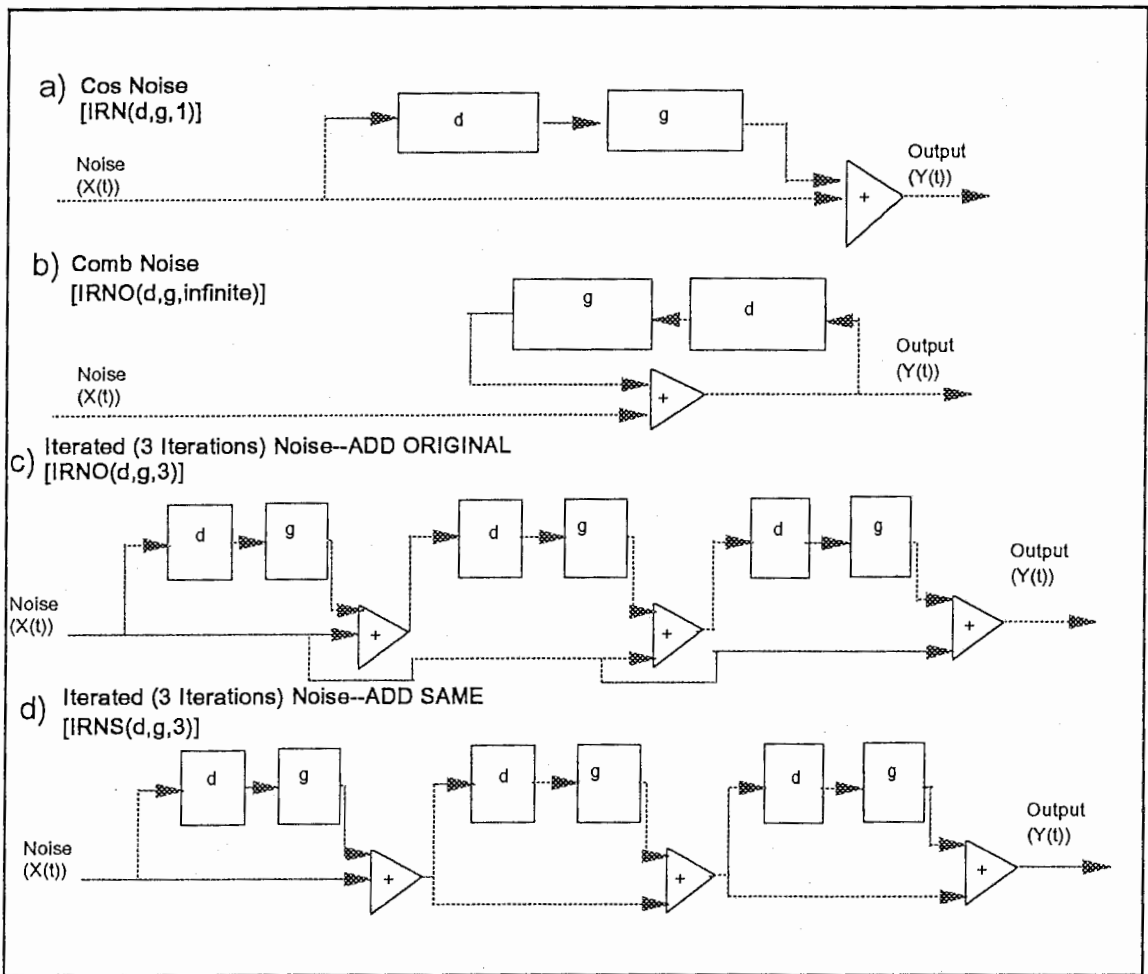 a) Cos Noise
[IRN(d,g,1)]
d
g
Noise
(X(t))
+
Output
(Y(t))
b) Comb Noise
[IRNO(d,g,infinite)]
g
d
Noise
(X(t))
+
Output
(Y(t))
c) Iterated (3 Iterations) Noise--ADD ORIGINAL
[IRNO(d,g,3)]
d
g
d
g
d
g
Noise
(X(t))
+
+
+
Output
(Y(t))
d) Iterated (3 Iterations) Noise--ADD SAME
[IRNS(d,g,3)]
d
g
d
g
d
g
Noise
(X(t))
+
+
+
Output
(Y(t))